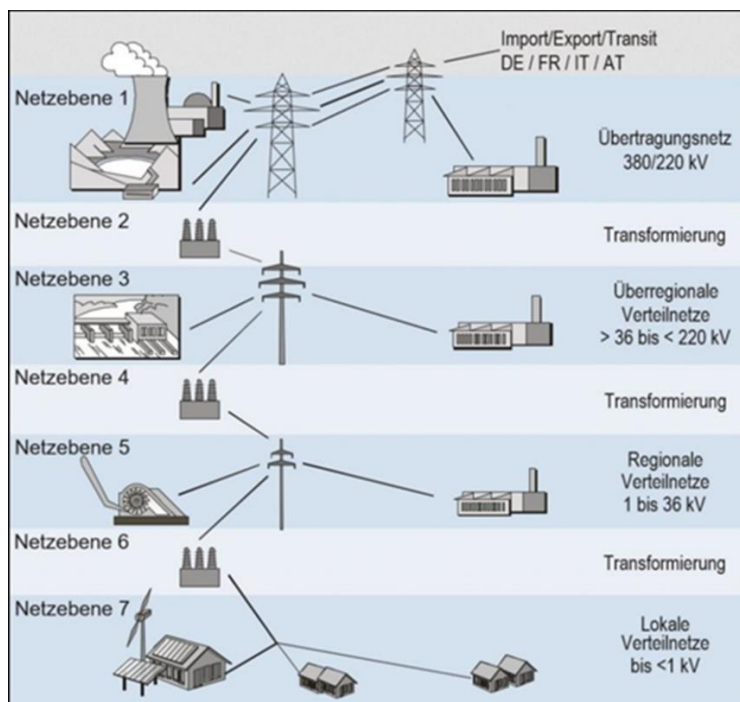 Import/Export/Transit
DE / FR / IT / AT
Netzebene 1
Übertragungsnetz
380/220 kV
Netzebene 2
Transformierung
Netzebene 3
Überregionale
Verteilnetze
> 36 bis < 220 kV
Netzebene 4
Transformierung
Netzebene 5
Regionale
Verteilnetze
1 bis 36 kV
Netzebene 6
Transformierung
Netzebene 7
Lokale
Verteilnetze
bis <1 kV